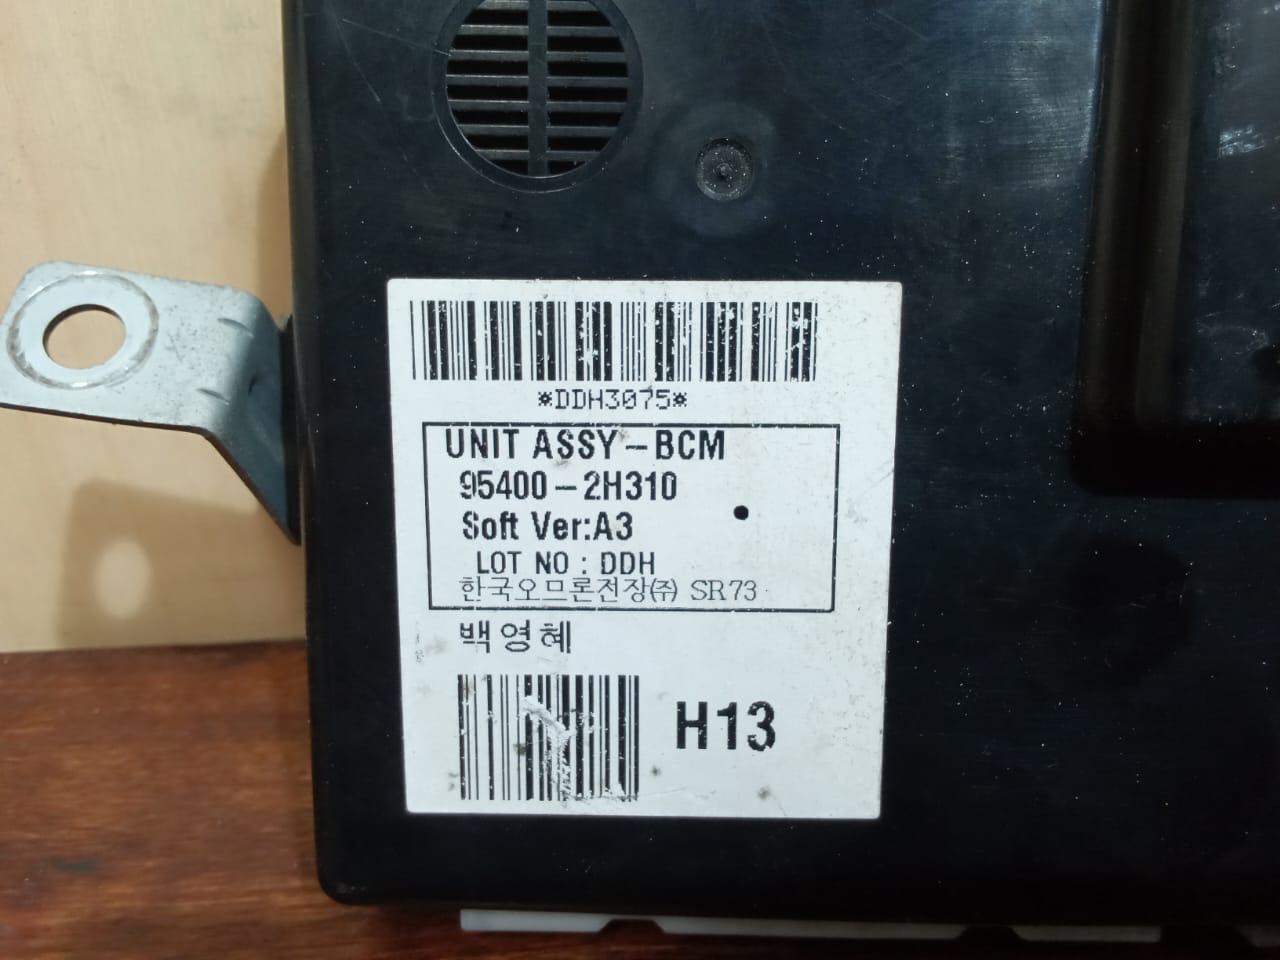 *DDH3075*
UNIT ASSY-BCM
95400-2H310
Soft Ver:A3
LOT NO : DDH
한국오므론전장㈜ SR73
백영혜
H13